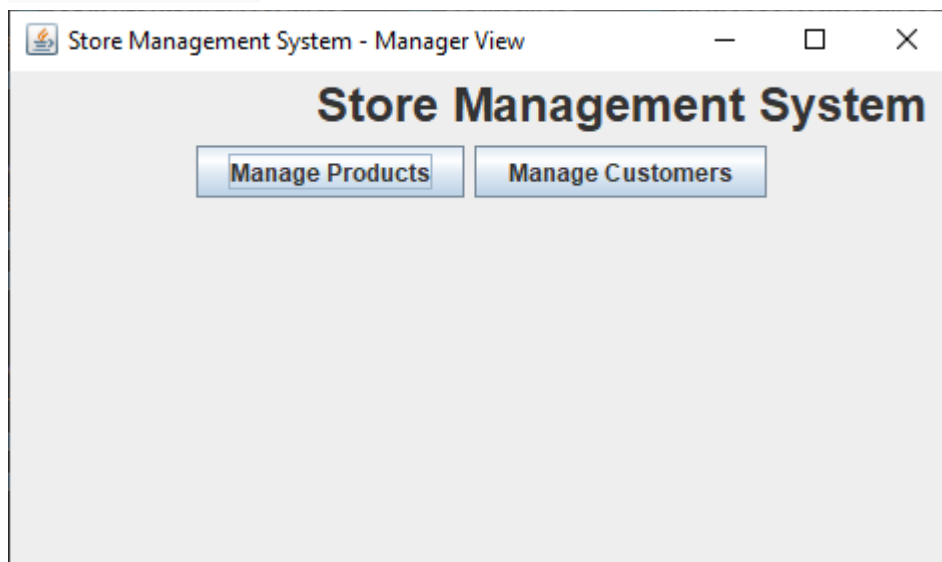 Store Management System - Manager View
Store Management System
Manage Products Manage Customers